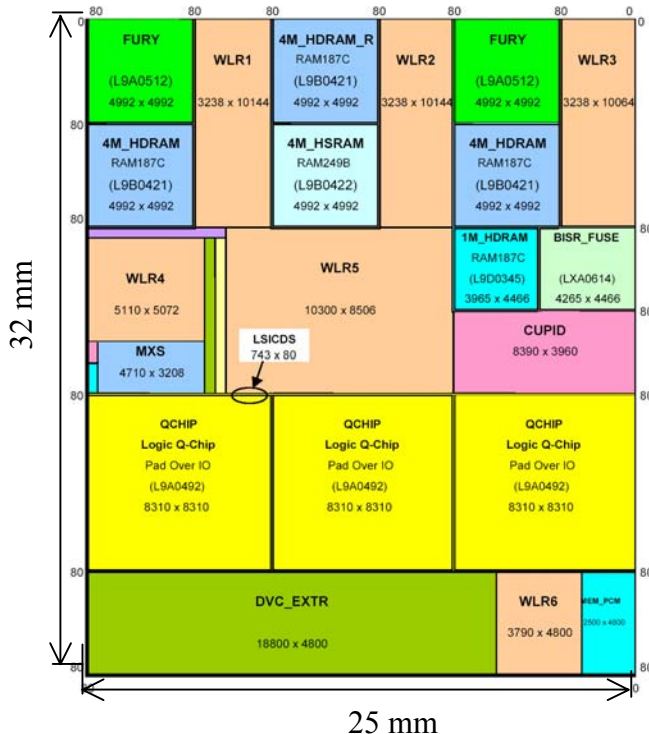 80 80 80 80 80 80 0
80 0
FURY
(L9A0512)
4992 x 4992
WLR1
3238 x 10144
4M_HDRAM_R
RAM187C
(L9B0421)
4992 x 4992
WLR2
3238 x 10144
FURY
(L9A0512)
4992 x 4992
WLR3
3238 x 10064
80 80
4M_HDRAM
RAM187C
(L9B0421)
4992 x 4992
4M_HSRAM
RAM249B
(L9B0422)
4992 x 4992
4M_HDRAM
RAM187C
(L9B0421)
4992 x 4992
80 80
WLR4
5110 x 5072
WLR5
10300 x 8506
1M_HDRAM
RAM187C
(L9D0345)
3965 x 4466
BISR_FUSE
(LXA0614)
4265 x 4466
80
MXS
4710 x 3208
LSICDS
743 x 80
CUPID
8390 x 3960
80 80
QCHIP
Logic Q-Chip
Pad Over IO
(L9A0492)
8310 x 8310
QCHIP
Logic Q-Chip
Pad Over IO
(L9A0492)
8310 x 8310
QCHIP
Logic Q-Chip
Pad Over IO
(L9A0492)
8310 x 8310
80 80
DVC_EXTR
18800 x 4800
WLR6
3790 x 4800
MEM_PCM
2500 x 4800
80 80
0
32 mm
25 mm